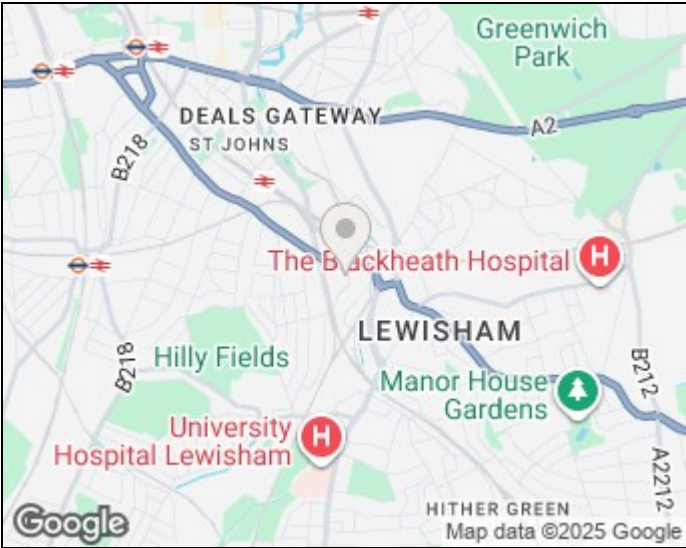 Greenwich
Park
DEALS GATEWAY
A2
ST JOHNS
B218
The Blackheath Hospital
H
LEWISHAM
Hilly Fields
B218
B212
Manor House
Gardens
University
Hospital Lewisham
H
A2212
HITHER GREEN
Google
Map data ©2025 Google